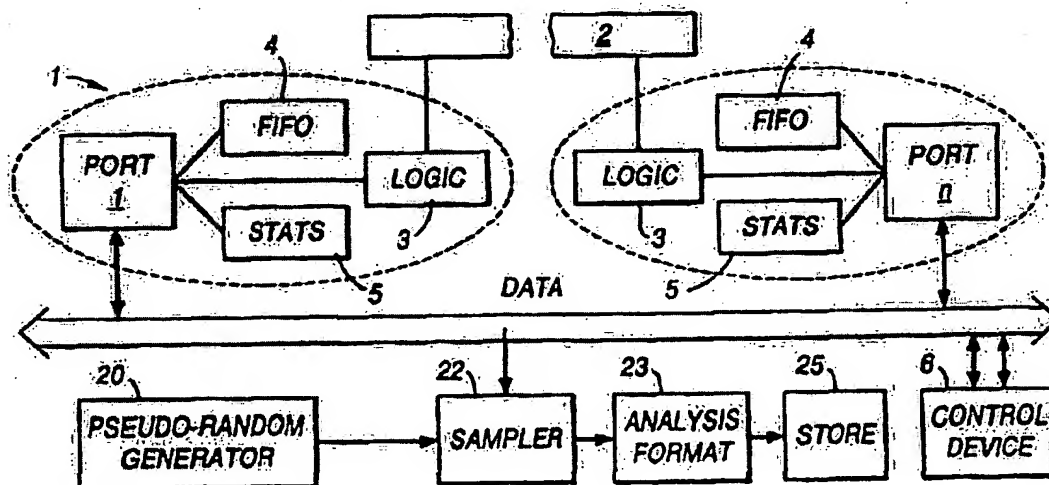 2
1
4
FIFO
PORT
1
LOGIC
3
STATS
5
4
FIFO
LOGIC
3
PORT
n
STATS
5
DATA
20
PSEUDO-RANDOM
GENERATOR
22
SAMPLER
23
ANALYSIS
FORMAT
25
STORE
6
CONTROL
DEVICE